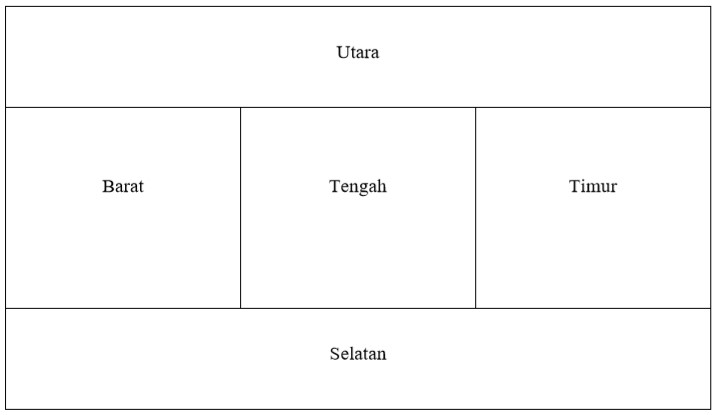 Utara
Barat
Tengah
Timur
Selatan